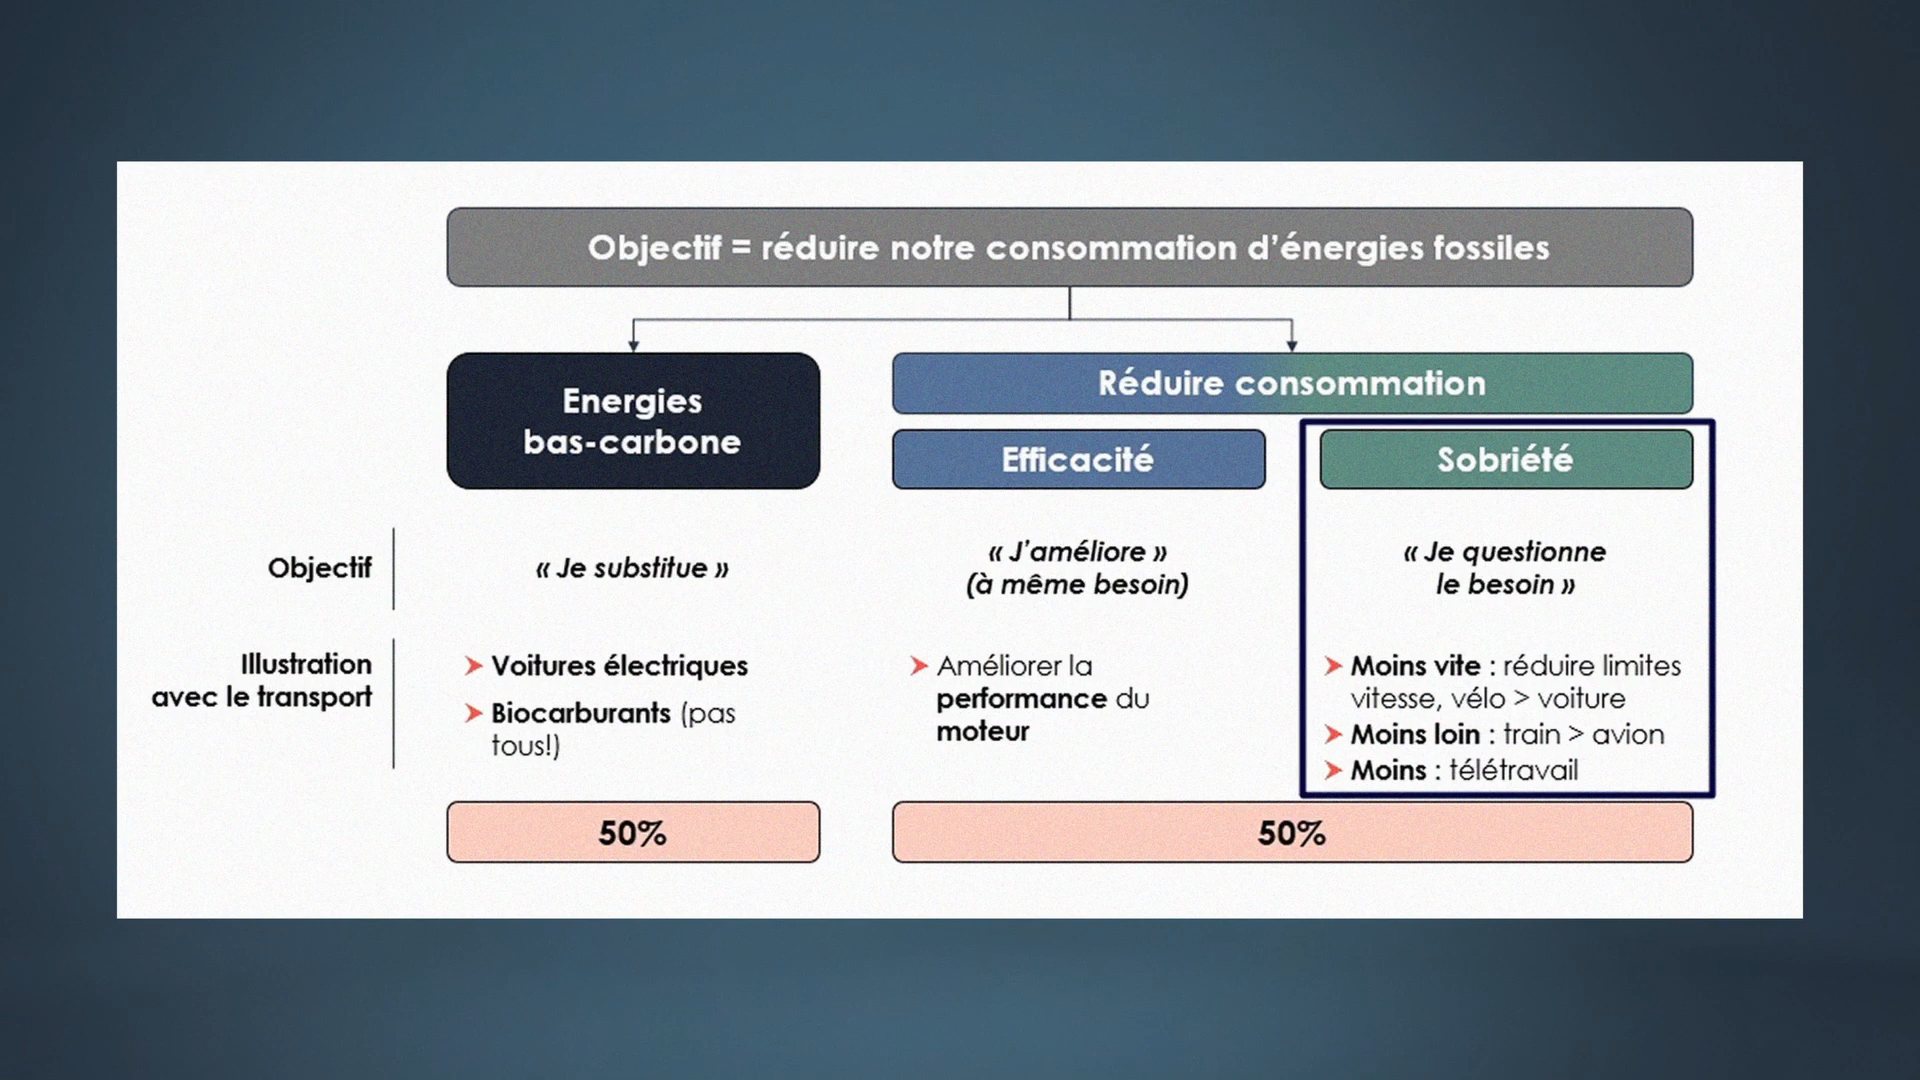 Objectif = réduire notre consommation d’énergies fossiles
Energies
bas-carbone
Réduire consommation
Efficacité
Sobriété
Objectif
« Je substitue »
« J’améliore »
(à même besoin)
« Je questionne
le besoin »
Illustration
avec le transport
➤ Voitures électriques
➤ Biocarburants (pas
tous!)
➤ Améliorer la
performance du
moteur
➤ Moins vite : réduire limites
vitesse, vélo > voiture
➤ Moins loin : train > avion
➤ Moins : télétravail
50%
50%